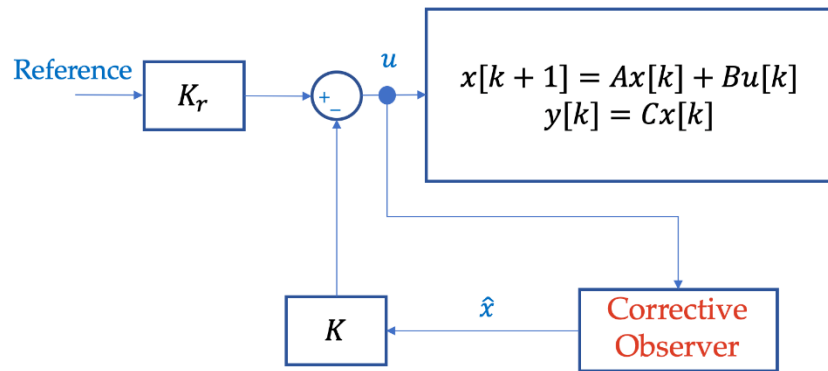 Reference
K_r
+
−
u
x[k + 1] = Ax[k] + Bu[k]
y[k] = Cx[k]
K
x̂
Corrective
Observer